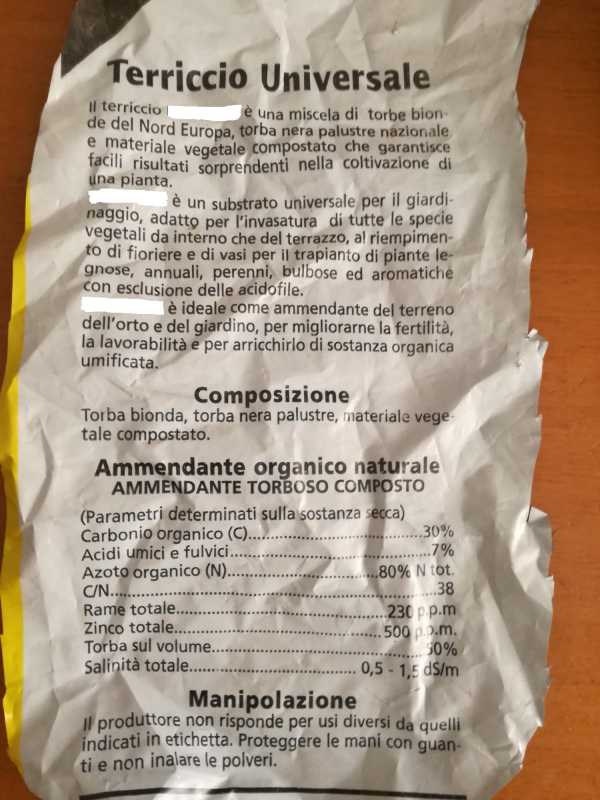 Terriccio Universale
Il terriccio è una miscela di torbe bion-
de del Nord Europa, torba nera palustre nazionale
e materiale vegetale compostato che garantisce
facili risultati sorprendenti nella coltivazione di
una pianta.
è un substrato universale per il giardi-
naggio, adatto per l'invasatura di tutte le specie
vegetali da interno che del terrazzo, al riempimen-
to di fioriere e di vasi per il trapianto di piante le-
gnose, annuali, perenni, bulbose ed aromatiche
con esclusione delle acidofile.
è ideale come ammendante del terreno
dell'orto e del giardino, per migliorarne la fertilità,
la lavorabilità e per arricchirlo di sostanza organica
umificata.
Composizione
Torba bionda, torba nera palustre, materiale vege-
tale compostato.
Ammendante organico naturale
AMMENDANTE TORBOSO COMPOSTO
(Parametri determinati sulla sostanza secca)
Carbonio organico (C)..............................30%
Acidi umici e fulvici..................................7%
Azoto organico (N)..........................80% N tot.
C/N..........................................................38
Rame totale.....................................230 p.p.m
Zinco totale....................................500 p.p.m.
Torba sul volume.....................................50%
Salinità totale............................. 0,5 - 1,5 dS/m
Manipolazione
Il produttore non risponde per usi diversi da quelli
indicati in etichetta. Proteggere le mani con guan-
ti e non inalare le polveri.